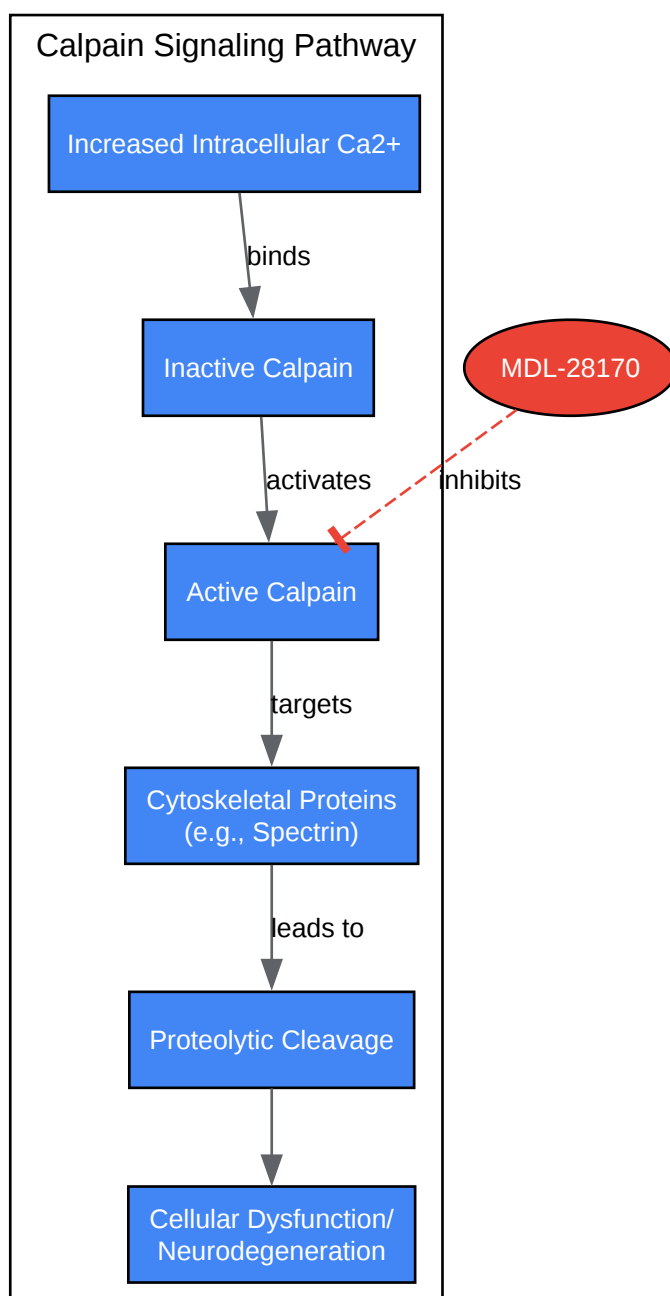 Calpain Signaling Pathway
Increased Intracellular Ca2+
binds
Inactive Calpain
MDL-28170
activates
inhibits
Active Calpain
targets
Cytoskeletal Proteins
(e.g., Spectrin)
leads to
Proteolytic Cleavage
Cellular Dysfunction/
Neurodegeneration